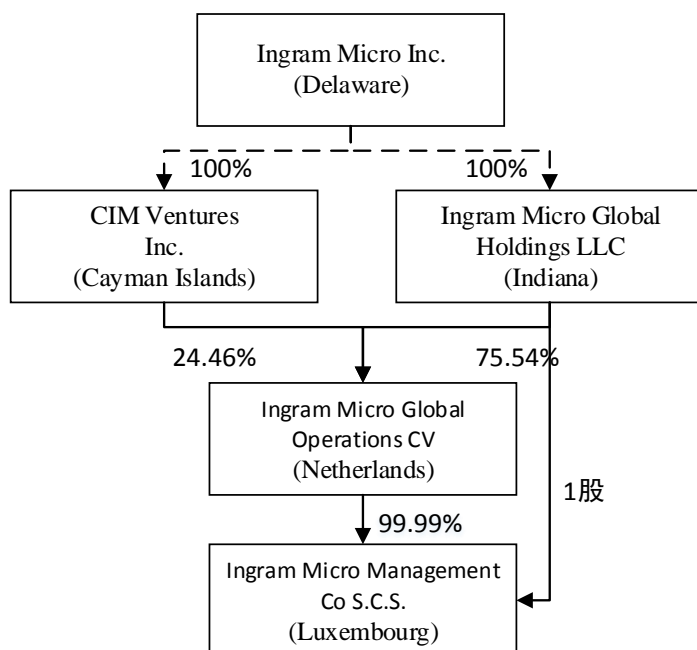 Ingram Micro Inc.
(Delaware)
100%
100%
CIM Ventures
Inc.
(Cayman Islands)
Ingram Micro Global
Holdings LLC
(Indiana)
24.46%
75.54%
Ingram Micro Global
Operations CV
(Netherlands)
1股
99.99%
Ingram Micro Management
Co S.C.S.
(Luxembourg)